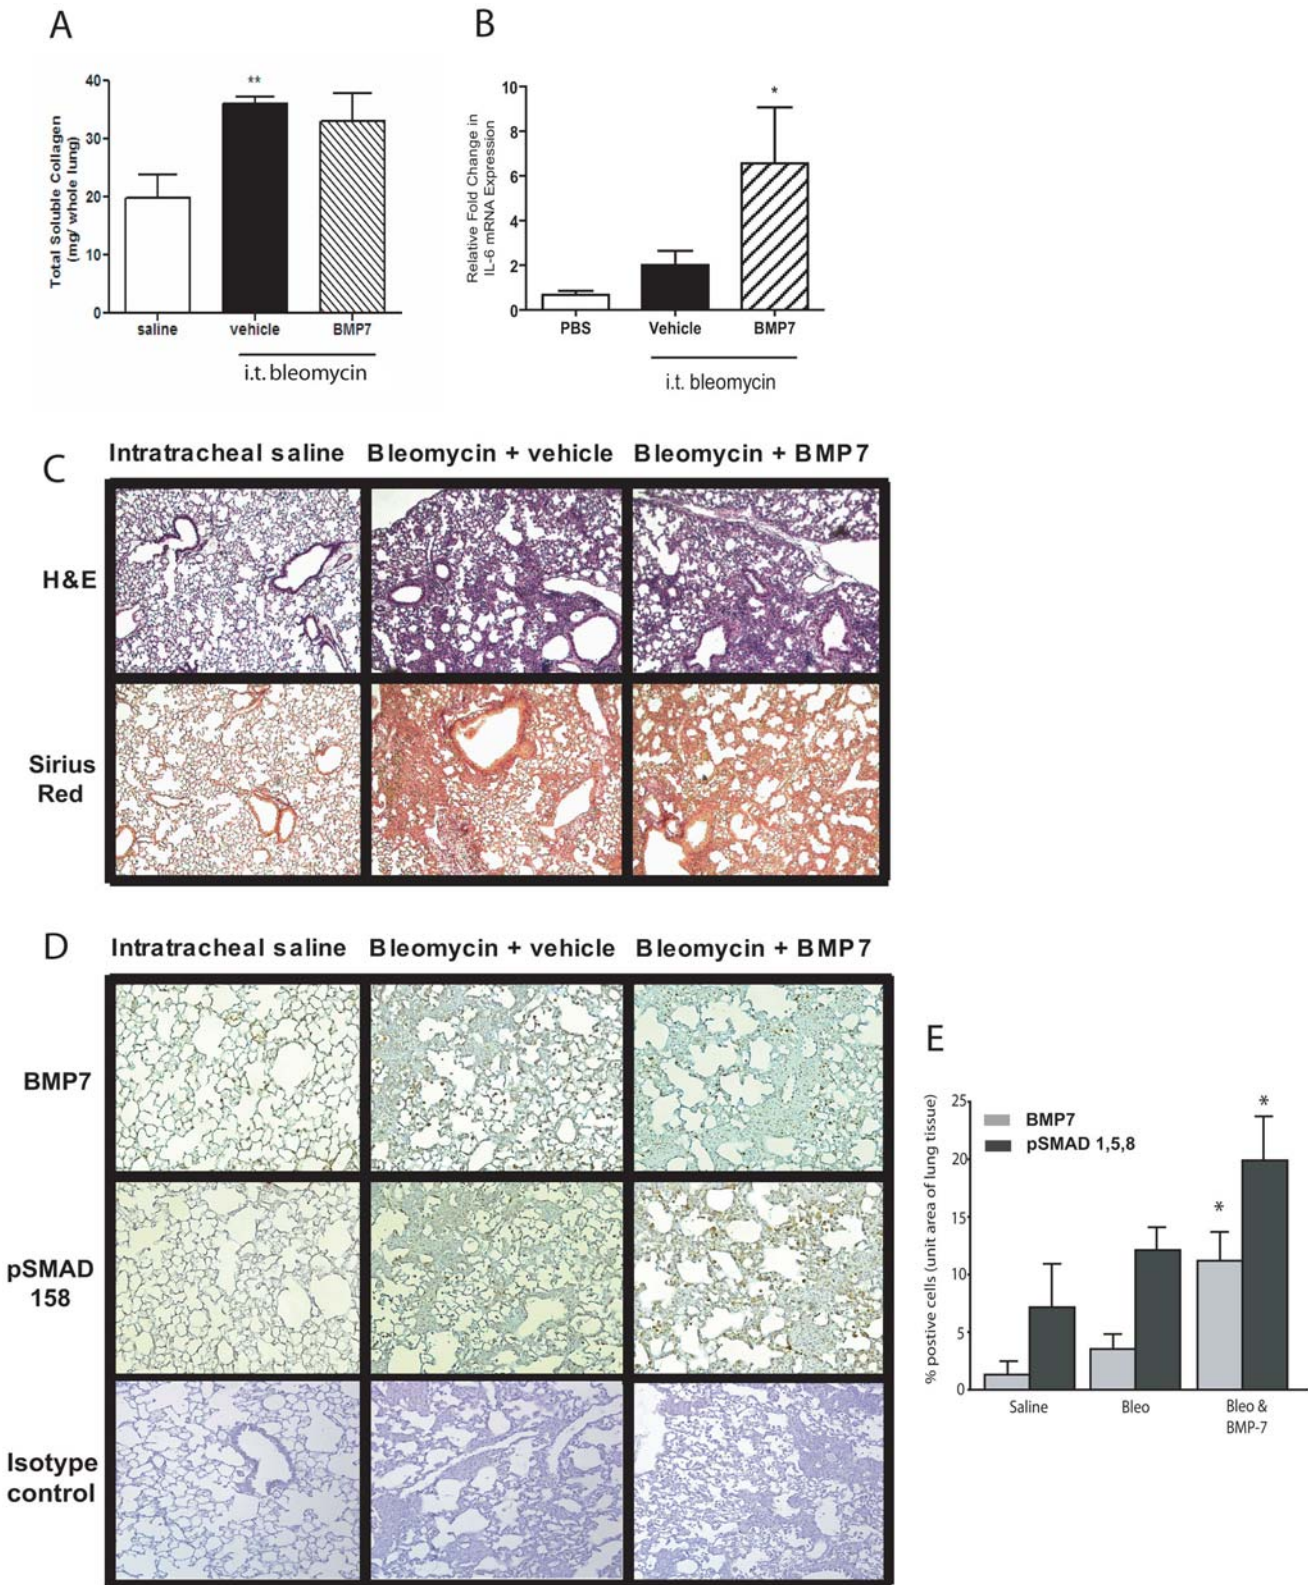 A
**
40
30
20
10
0
Total Soluble Collagen
(mg/ whole lung)
saline vehicle BMP7
i.t. bleomycin
B
*
10
8
6
4
2
0
Relative Fold Change in
IL-6 mRNA Expression
PBS Vehicle BMP7
i.t. bleomycin
C
Intratracheal saline Bleomycin + vehicle Bleomycin + BMP7
H&E
Sirius
Red
D
Intratracheal saline Bleomycin + vehicle Bleomycin + BMP7
BMP7
pSMAD
158
Isotype
control
E
25
20
15
10
5
0
% postive cells (unit area of lung tissue)
BMP7
pSMAD 1,5,8
*
*
Saline Bleo Bleo &
BMP-7